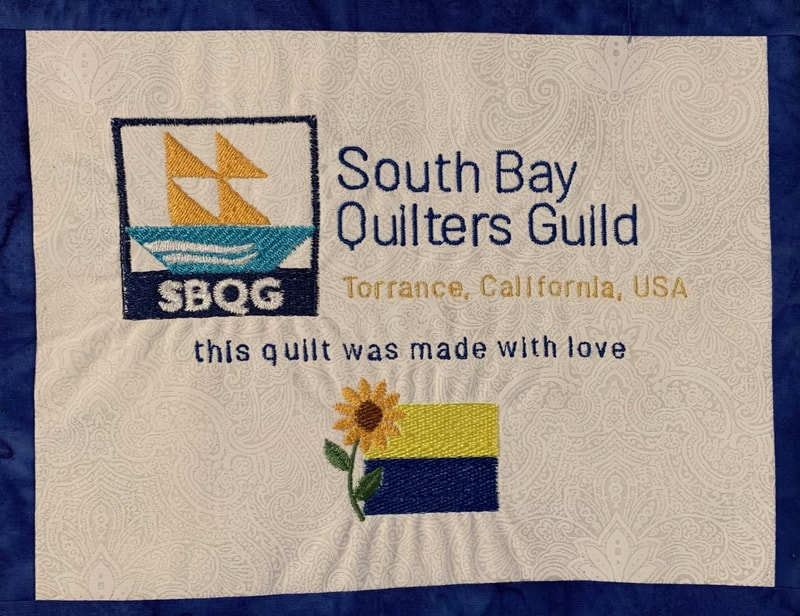 South Bay
Quilters Guild
SBQG
Torrance, California, USA
this quilt was made with love